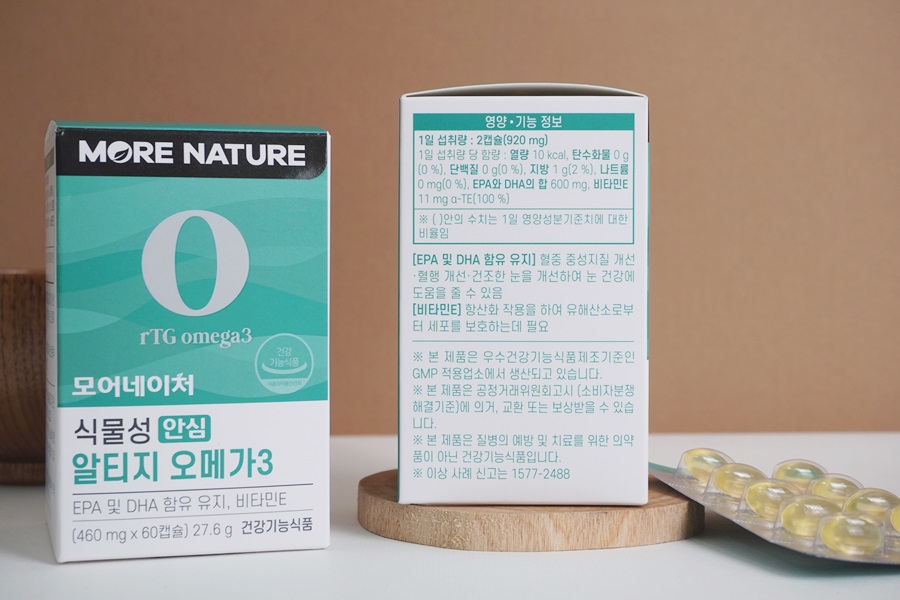 MORE NATURE
rTG omega3
건강
기능식품
모어네이처
식물성 안심
알티지 오메가3
EPA 및 DHA 함유 유지, 비타민E
(460 mg x 60캡슐) 27.6 g 건강기능식품
영양•기능 정보
1일 섭취량 : 2캡슐(920 mg)
1일 섭취량 당 함량 : 열량 10 kcal, 탄수화물 0 g
(0 %), 단백질 0 g(0 %), 지방 1 g(2 %), 나트륨
0 mg(0 %), EPA와 DHA의 합 600 mg, 비타민E
11 mg α-TE(100 %)
※ ( )안의 수치는 1일 영양성분기준치에 대한
비율임
[EPA 및 DHA 함유 유지] 혈중 중성지질 개선
·혈행 개선·건조한 눈을 개선하여 눈 건강에
도움을 줄 수 있음
[비타민E] 항산화 작용을 하여 유해산소로부
터 세포를 보호하는데 필요
※ 본 제품은 우수건강기능식품제조기준인
GMP 적용업소에서 생산되고 있습니다.
※ 본 제품은 공정거래위원회고시 (소비자분쟁
해결기준)에 의거, 교환 또는 보상받을 수 있습
니다.
※ 본 제품은 질병의 예방 및 치료를 위한 의약
품이 아닌 건강기능식품입니다.
※ 이상 사례 신고는 1577-2488